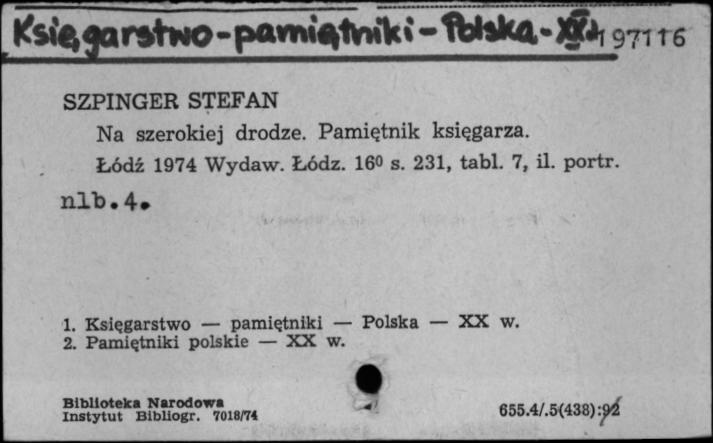 Księgarstwo-pamiętniki-Polska-XX w. 197116
SZPINGER STEFAN
Na szerokiej drodze. Pamiętnik księgarza.
Łódź 1974 Wydaw. Łódz. 16⁰ s. 231, tabl. 7, il. portr.
nlb.4.
1. Księgarstwo — pamiętniki — Polska — XX w.
2. Pamiętniki polskie — XX w.
Biblioteka Narodowa
Instytut Bibliogr. 7018/74
655.4/.5(438):92